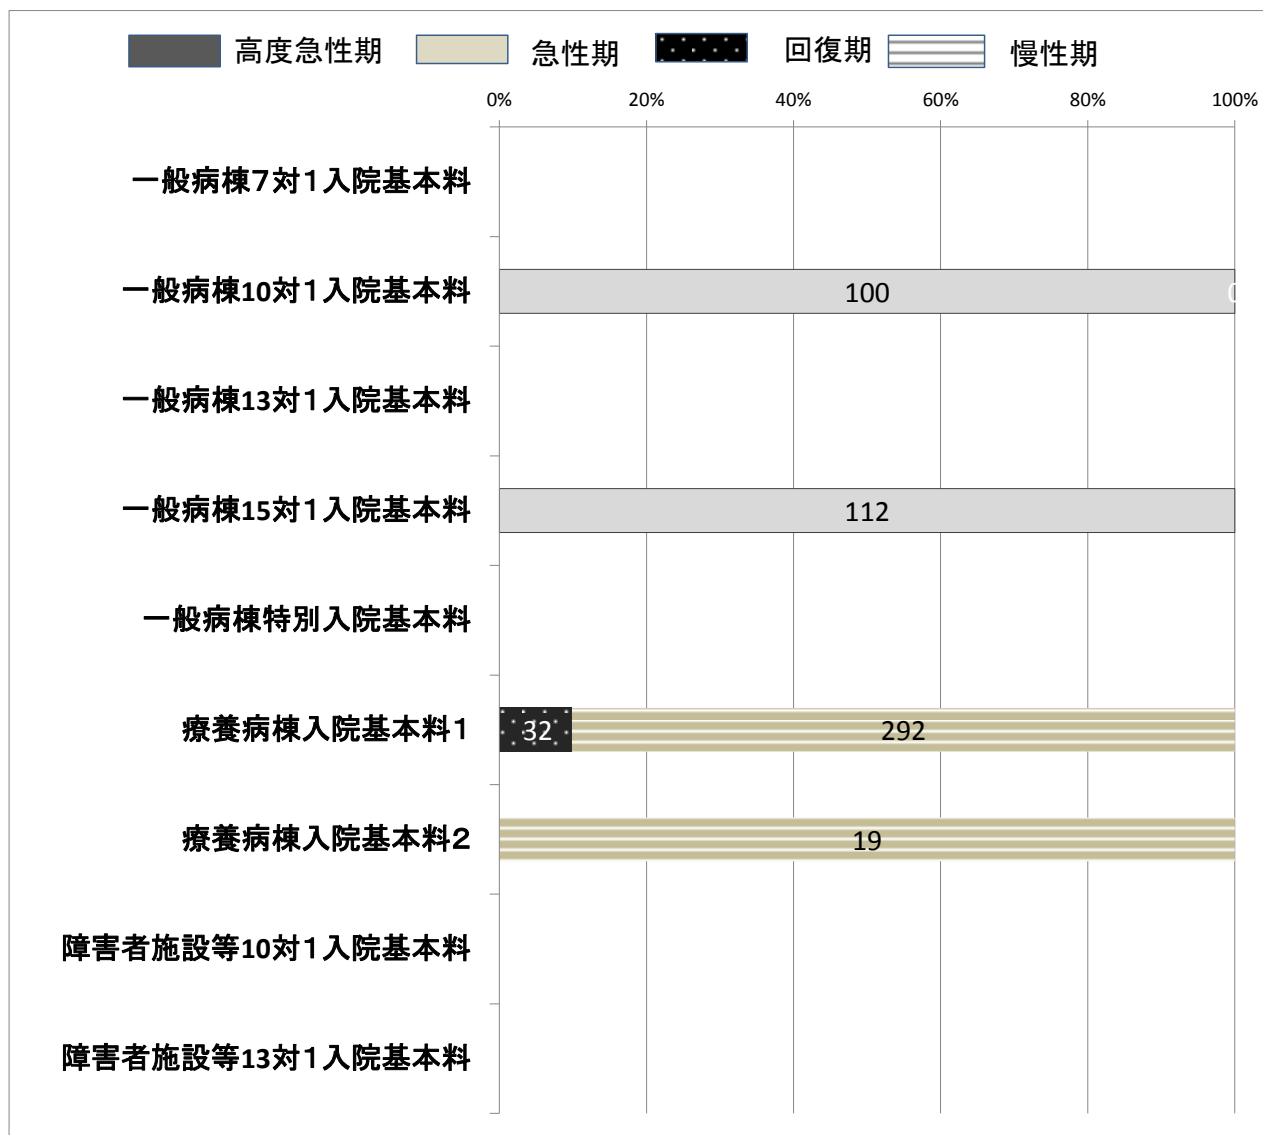 高度急性期 急性期 回復期 慢性期
0% 20% 40% 60% 80% 100%
一般病棟７対１入院基本料
一般病棟10対１入院基本料 100 0
一般病棟13対１入院基本料
一般病棟15対１入院基本料 112
一般病棟特別入院基本料
療養病棟入院基本料１ 32 292
療養病棟入院基本料２ 19
障害者施設等10対１入院基本料
障害者施設等13対１入院基本料